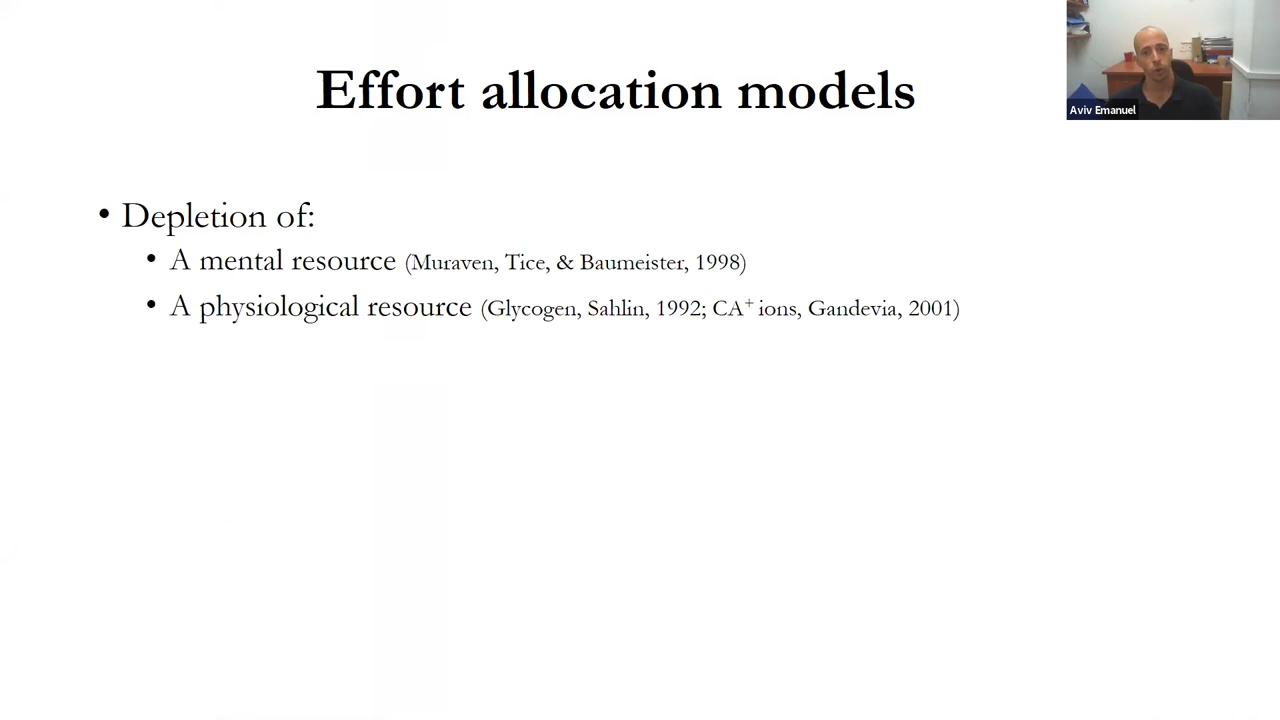 Effort allocation models
Aviv Emanuel
• Depletion of:
• A mental resource (Muraven, Tice, & Baumeister, 1998)
• A physiological resource (Glycogen, Sahlin, 1992; CA⁺ ions, Gandevia, 2001)